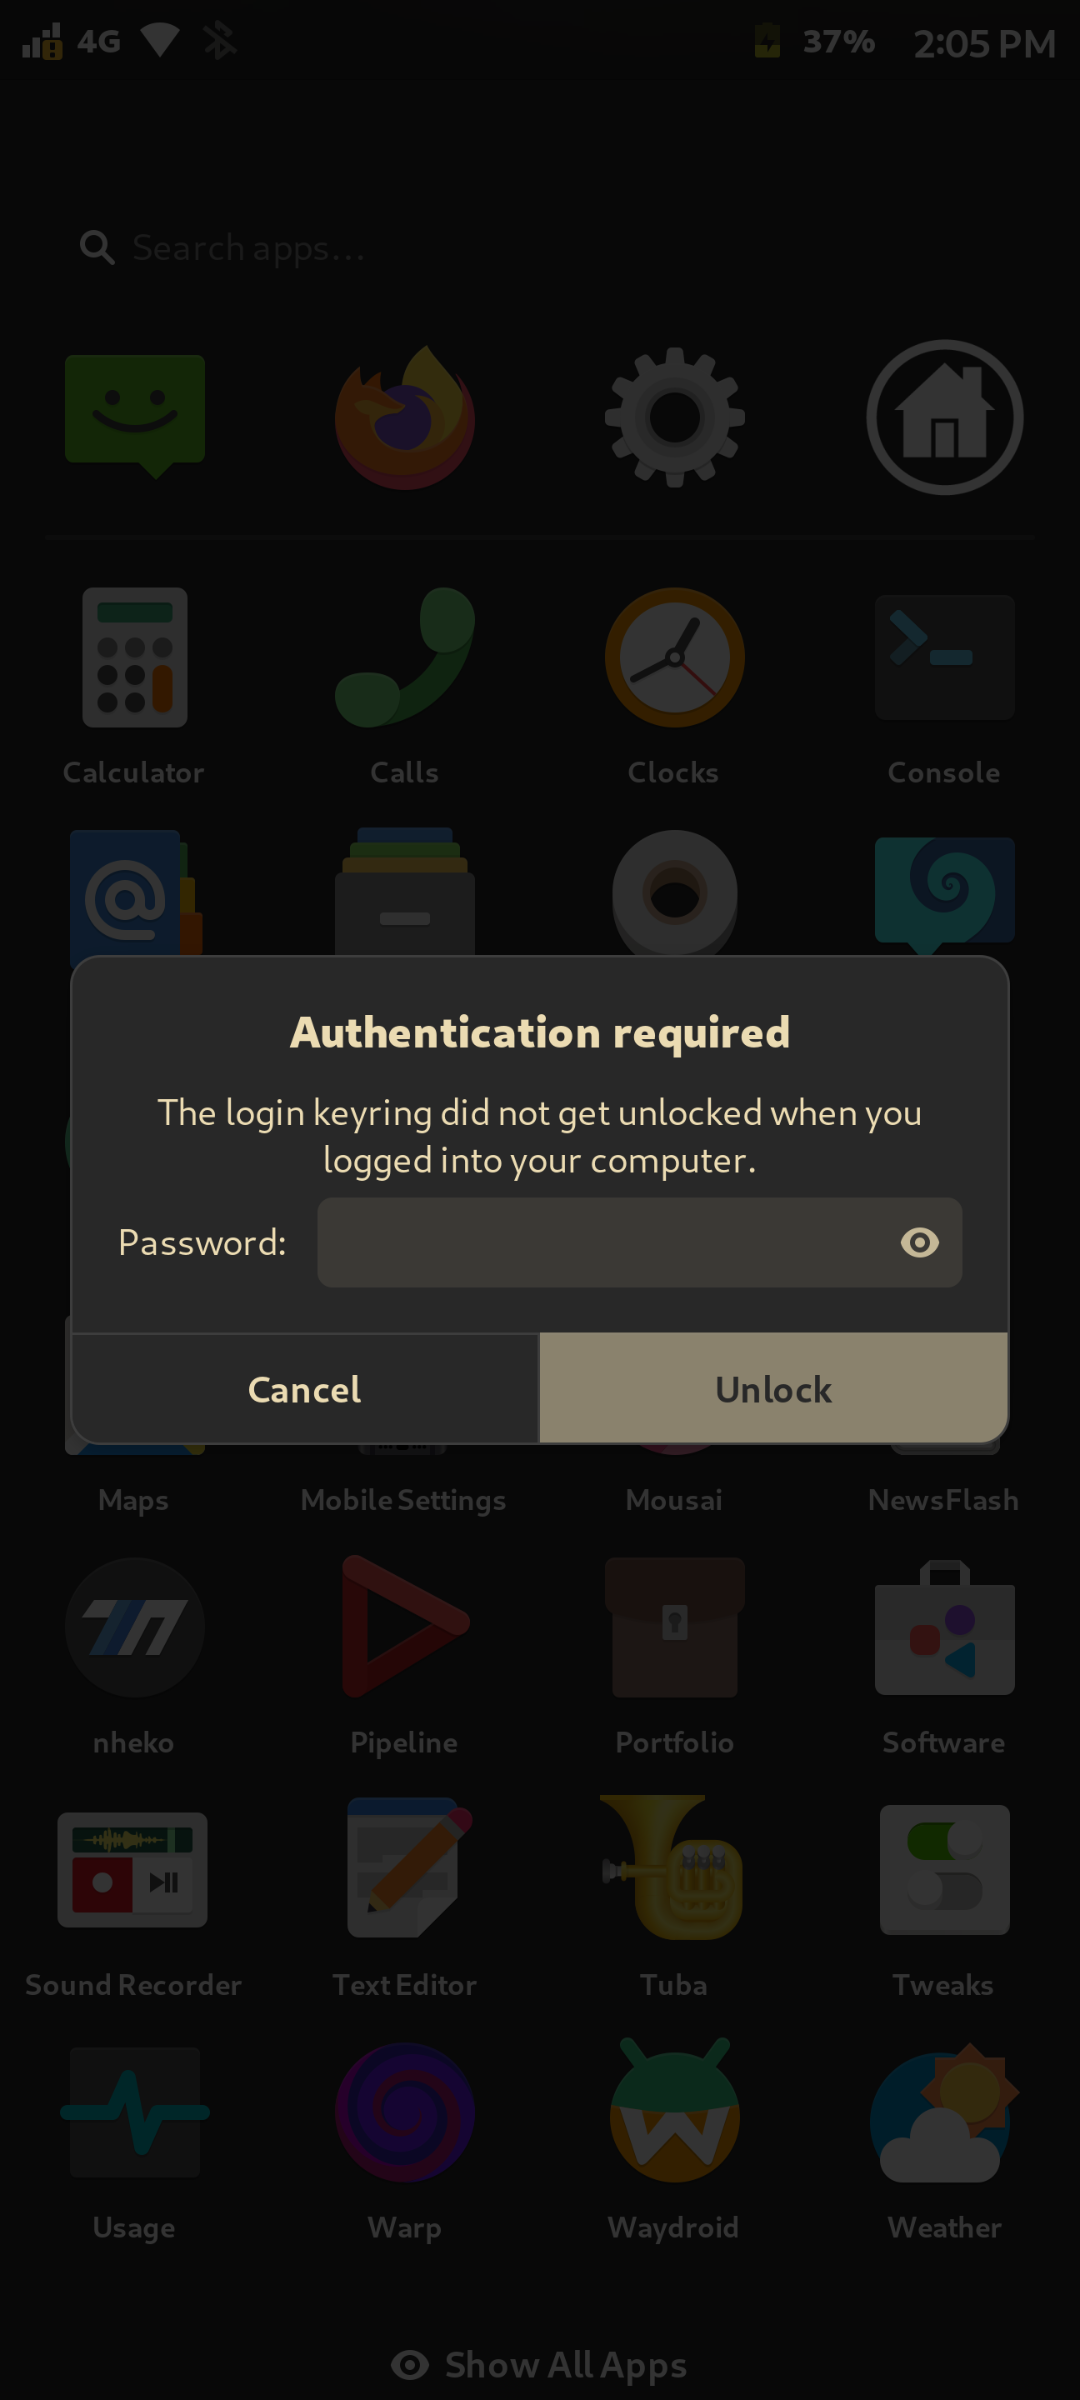 4G
37%
2:05 PM
Search apps...
Calculator
Calls
Clocks
Console
Authentication required
The login keyring did not get unlocked when you
logged into your computer.
Password:
Cancel
Unlock
Maps
Mobile Settings
Mousai
NewsFlash
nheko
Pipeline
Portfolio
Software
Sound Recorder
Text Editor
Tuba
Tweaks
Usage
Warp
Waydroid
Weather
Show All Apps